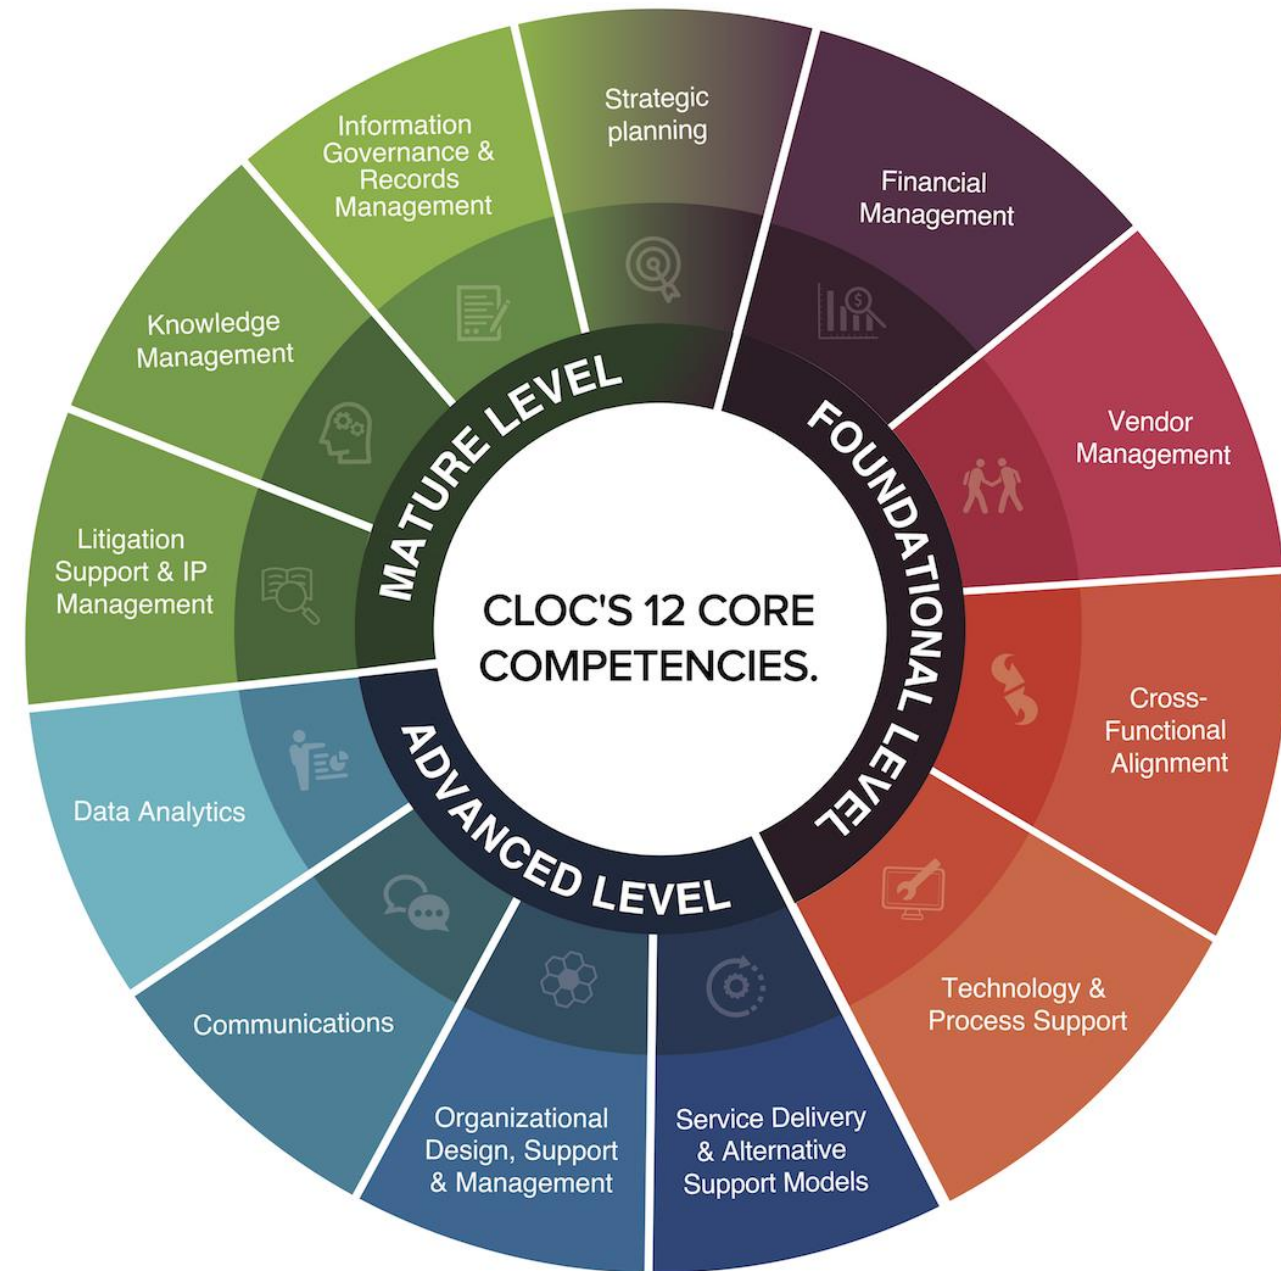 Strategic
planning
Financial
Management
Vendor
Management
Cross-
Functional
Alignment
Technology &
Process Support
Service Delivery
& Alternative
Support Models
Organizational
Design, Support
& Management
Communications
Data Analytics
Litigation
Support & IP
Management
Knowledge
Management
Information
Governance &
Records
Management
MATURE LEVEL
FOUNDATIONAL LEVEL
ADVANCED LEVEL
CLOC'S 12 CORE
COMPETENCIES.
$